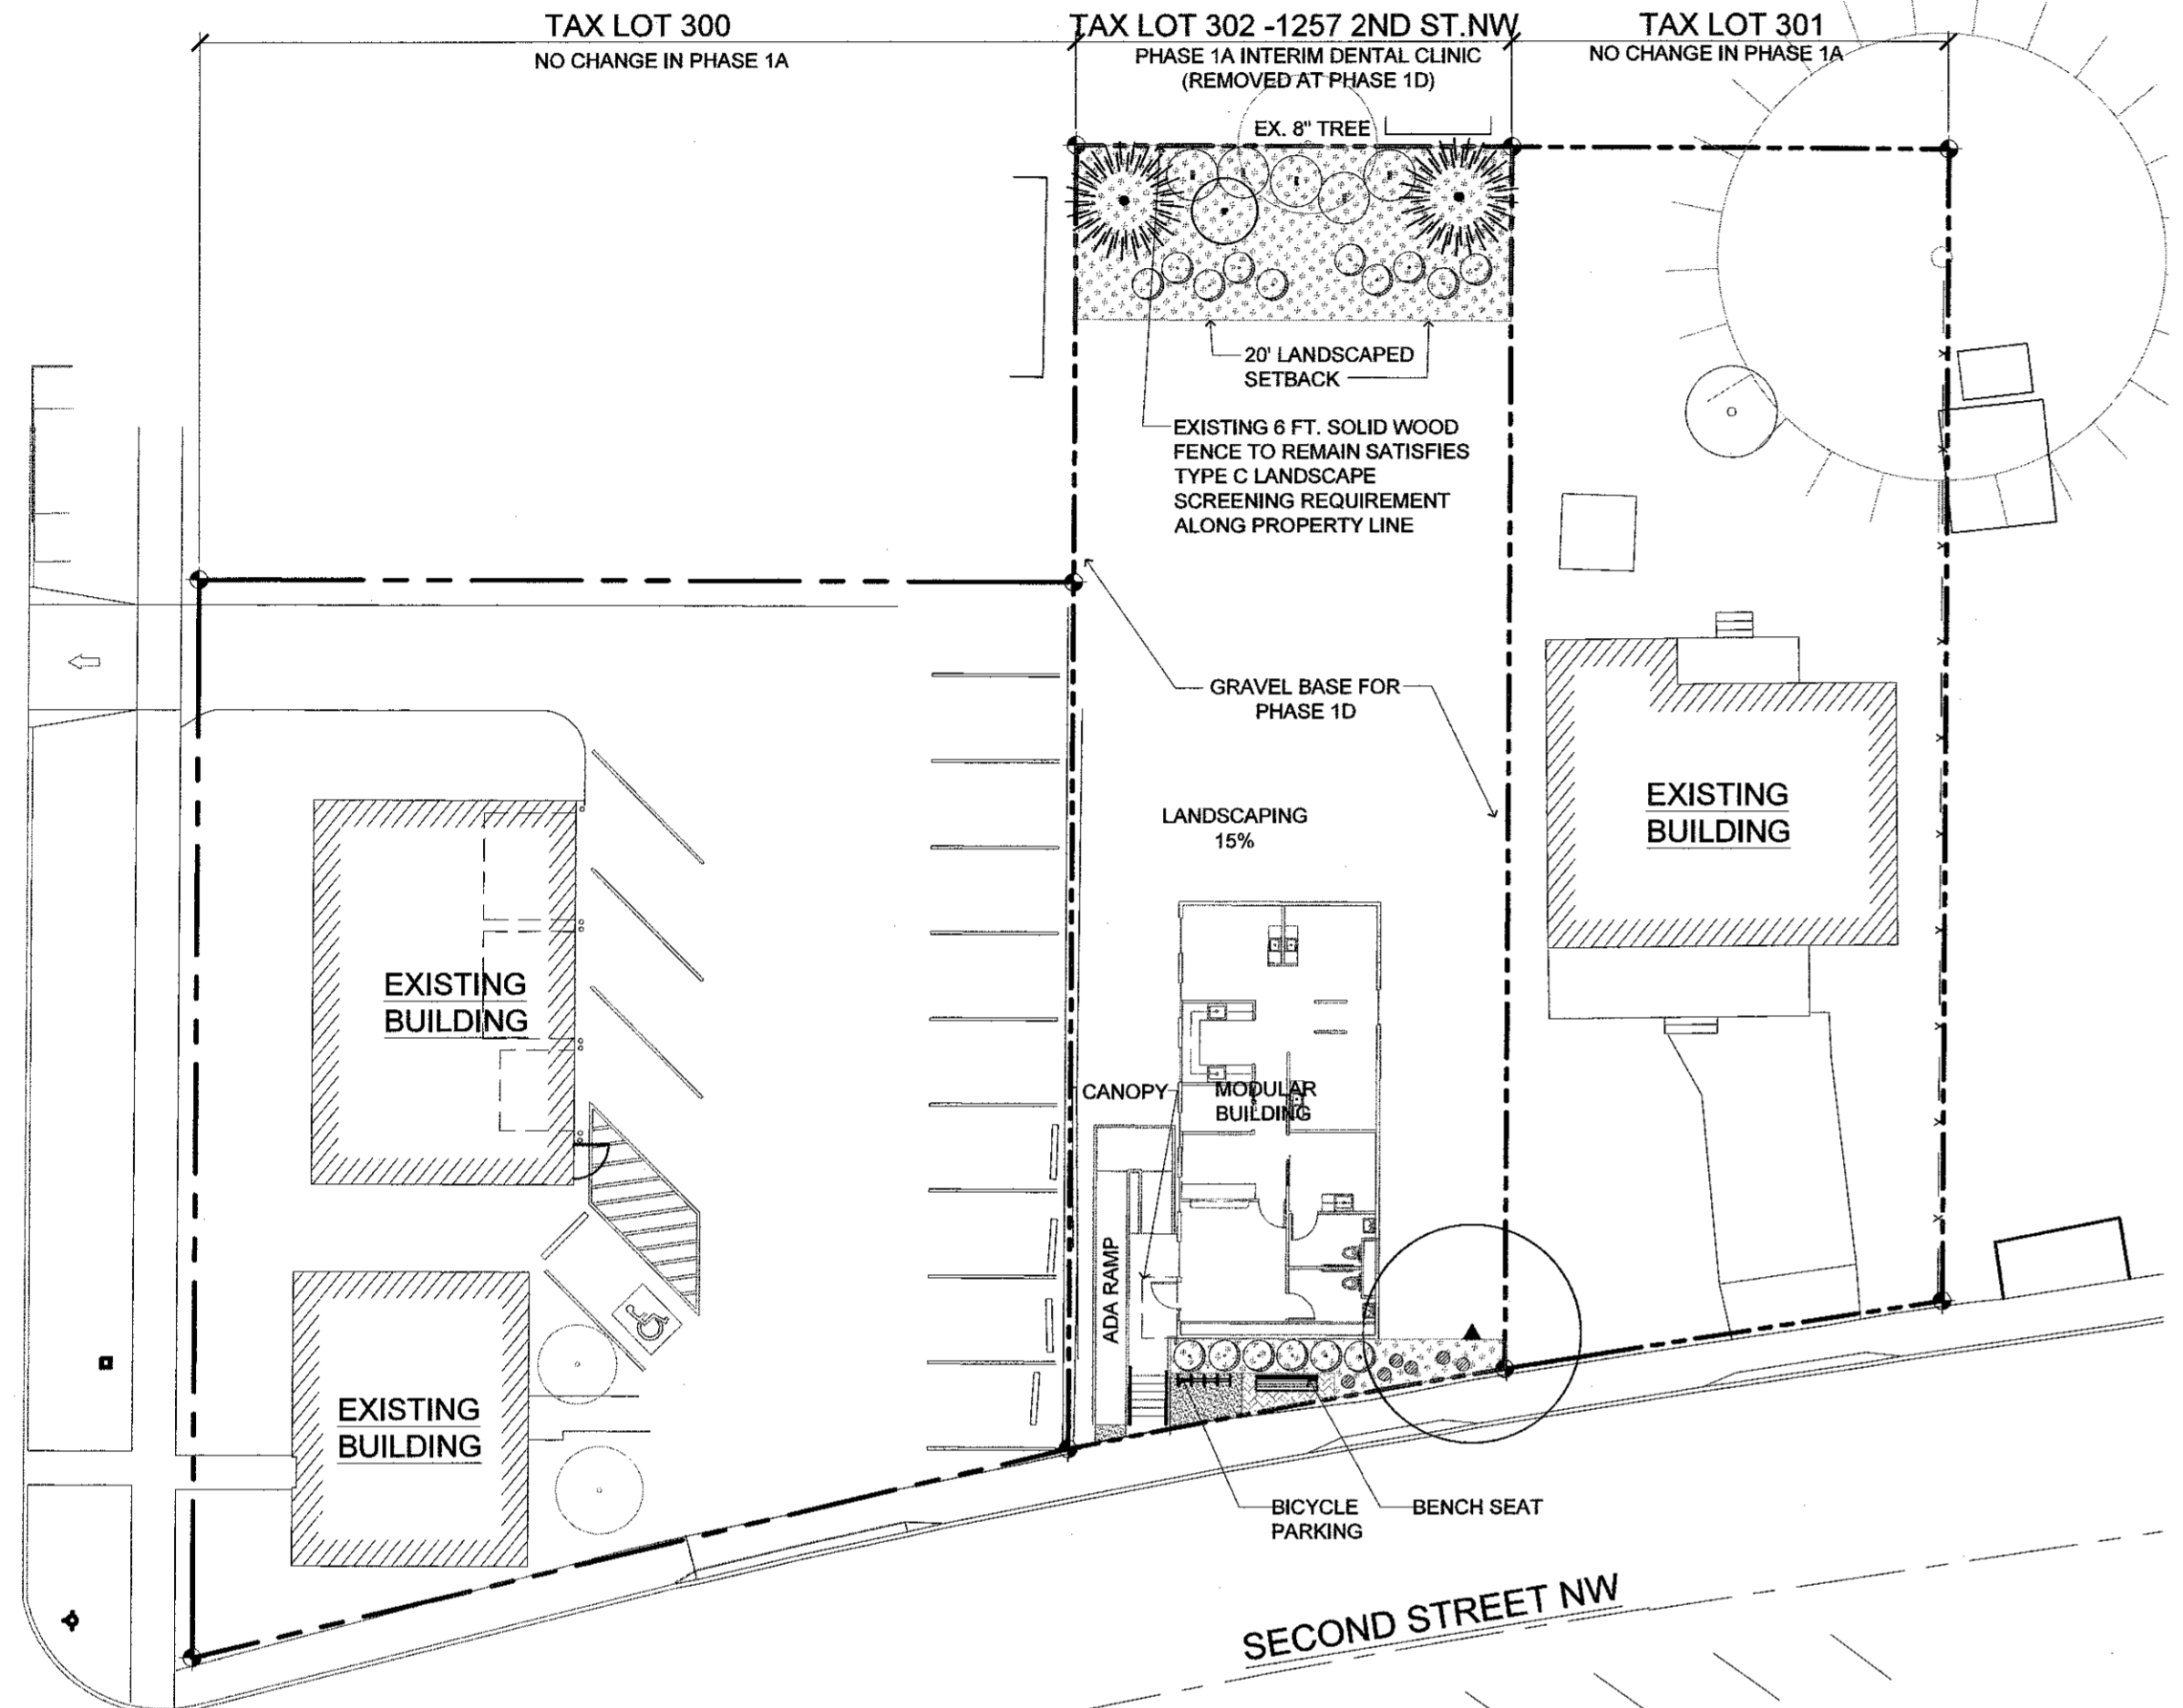 TAX LOT 300
NO CHANGE IN PHASE 1A
TAX LOT 302 -1257 2ND ST.NW
PHASE 1A INTERIM DENTAL CLINIC
(REMOVED AT PHASE 1D)
TAX LOT 301
NO CHANGE IN PHASE 1A
EX. 8" TREE
20' LANDSCAPED
SETBACK
EXISTING 6 FT. SOLID WOOD
FENCE TO REMAIN SATISFIES
TYPE C LANDSCAPE
SCREENING REQUIREMENT
ALONG PROPERTY LINE
GRAVEL BASE FOR
PHASE 1D
LANDSCAPING
15%
EXISTING
BUILDING
EXISTING
BUILDING
CANOPY
MODULAR
BUILDING
ADA RAMP
EXISTING
BUILDING
BICYCLE
PARKING
BENCH SEAT
SECOND STREET NW